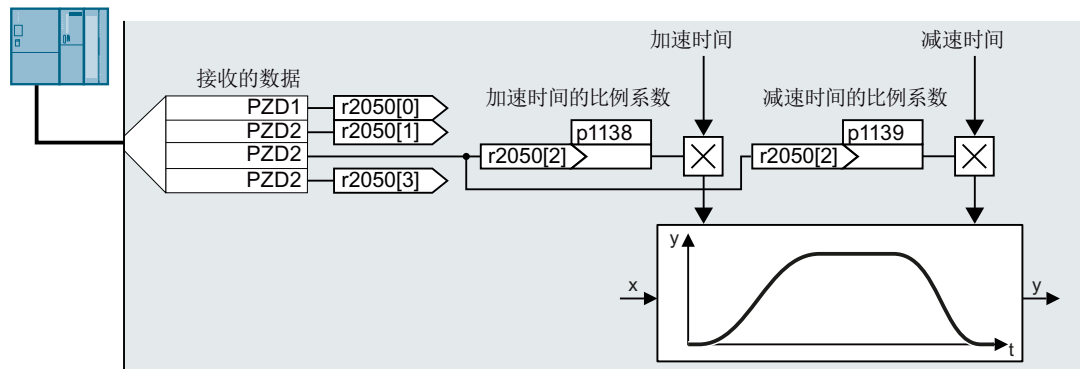 加速时间
减速时间
接收的数据
加速时间的比例系数
减速时间的比例系数
PZD1
r2050[0]
PZD2
r2050[1]
p1138
p1139
PZD2
r2050[2]
r2050[2]
PZD2
r2050[3]
y
x
y
t